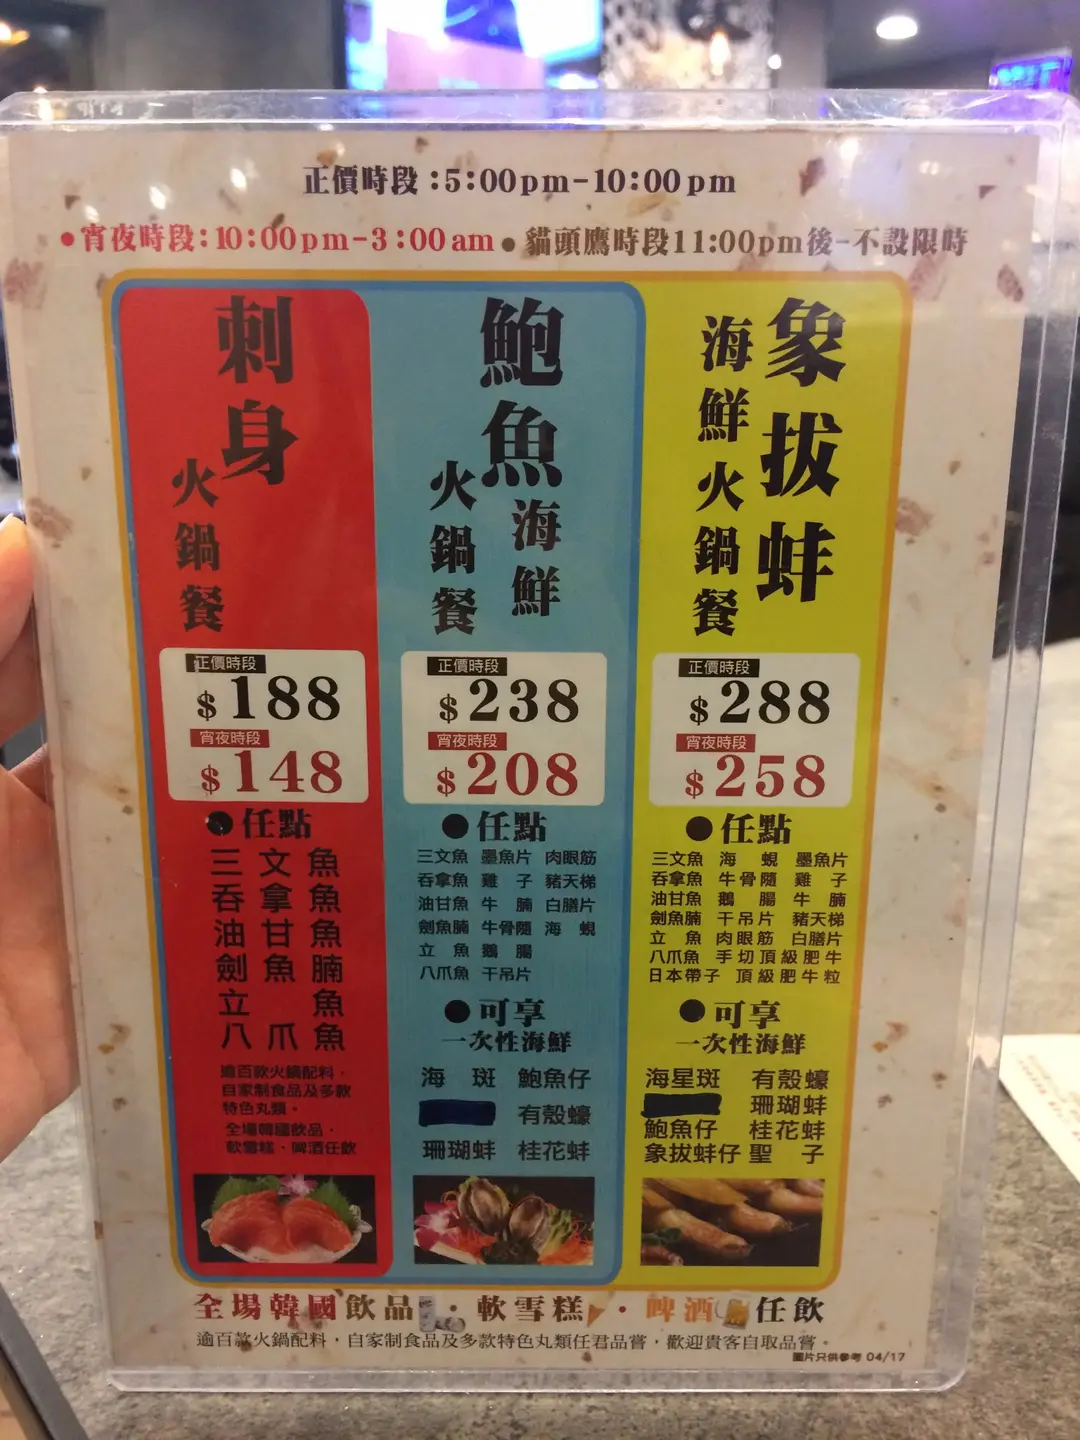 正價時段:5:00pm-10:00pm
●宵夜時段:10:00pm-3:00am ●貓頭鷹時段11:00pm後-不設限時
刺身
火鍋餐
正價時段
$188
宵夜時段
$148
●任點
三文魚
吞拿魚
油甘魚
劍魚腩
立魚
八爪魚
逾百款火鍋配料，
自家制食品及多款
特色丸類。
全場韓國飲品，
軟雪糕，啤酒任飲
鮑魚海鮮
火鍋餐
正價時段
$238
宵夜時段
$208
●任點
三文魚 墨魚片 肉眼筋
吞拿魚 雞子 豬天梯
油甘魚 牛腩 白膳片
劍魚腩 牛骨隨 海蜆
立魚 鵝腸
八爪魚 干吊片
●可享
一次性海鮮
海斑 鮑魚仔
有殼蠔
珊瑚蚌 桂花蚌
象拔蚌
海鮮火鍋餐
正價時段
$288
宵夜時段
$258
●任點
三文魚 海蜆 墨魚片
吞拿魚 牛骨隨 雞子
油甘魚 鵝腸 牛腩
劍魚腩 干吊片 豬天梯
立魚 肉眼筋 白膳片
八爪魚 手切頂級肥牛
日本帶子 頂級肥牛粒
●可享
一次性海鮮
海星斑 有殼蠔
珊瑚蚌
鮑魚仔 桂花蚌
象拔蚌仔 聖子
全場韓國飲品·軟雪糕·啤酒任飲
逾百款火鍋配料，自家制食品及多款特色丸類任君品嘗，歡迎貴客自取品嘗。
圖片只供參考 04/17